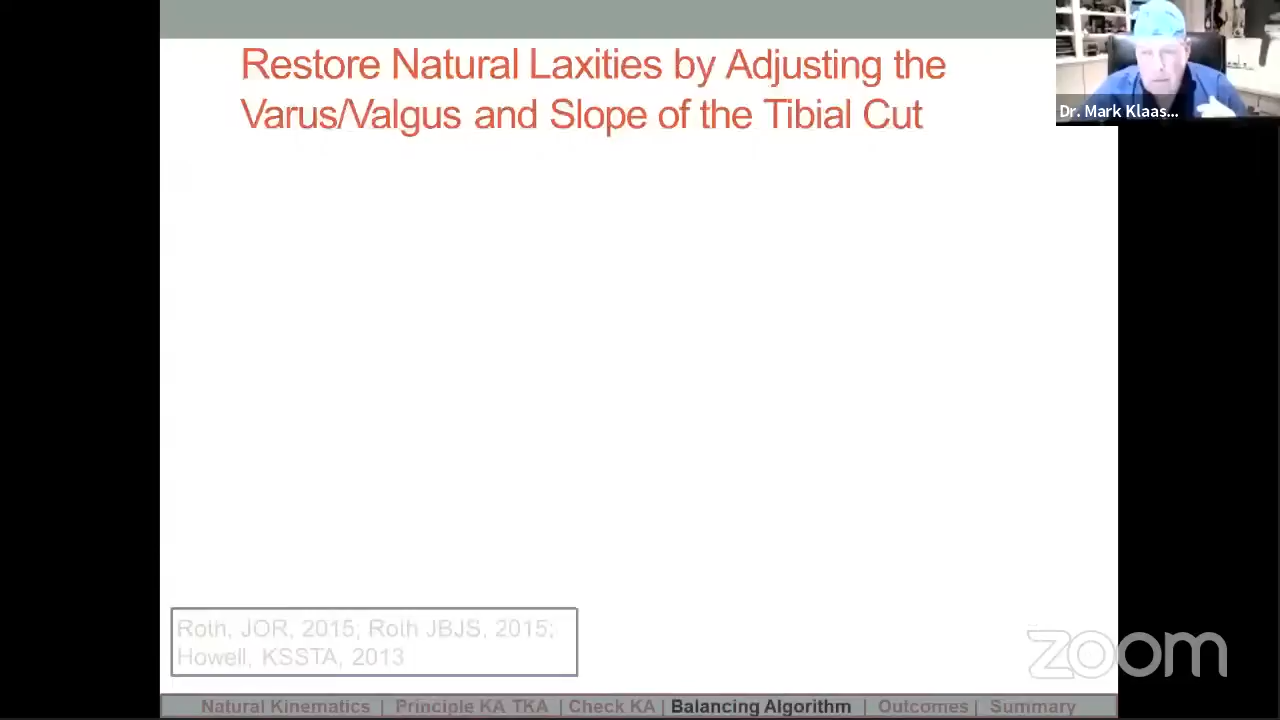 Restore Natural Laxities by Adjusting the
Varus/Valgus and Slope of the Tibial Cut
Dr. Mark Klaas...
Roth, JOR, 2015; Roth JBJS, 2015;
Howell, KSSTA, 2013
zoom
Natural Kinematics | Principle KA TKA | Check KA | Balancing Algorithm | Outcomes | Summary